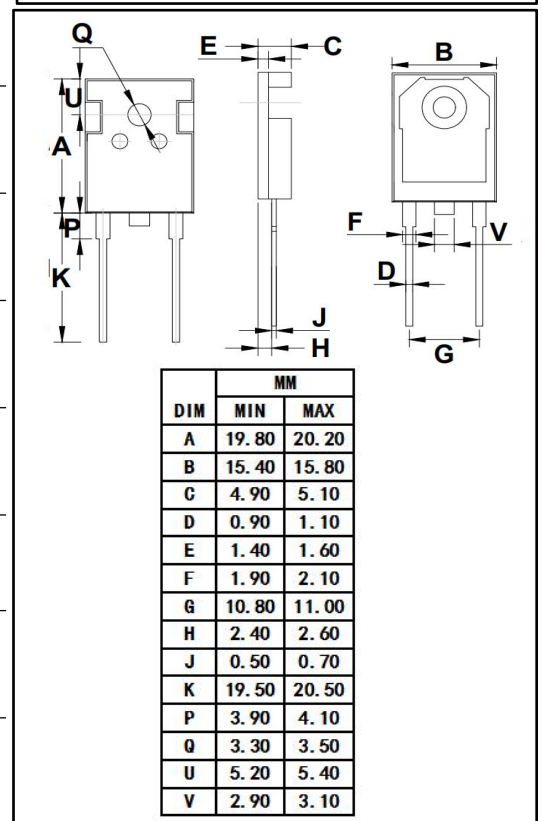 Q
E
C
B
U
A
P
K
F
V
D
J
H
G
MM
DIM MIN MAX
A 19.80 20.20
B 15.40 15.80
C 4.90 5.10
D 0.90 1.10
E 1.40 1.60
F 1.90 2.10
G 10.80 11.00
H 2.40 2.60
J 0.50 0.70
K 19.50 20.50
P 3.90 4.10
Q 3.30 3.50
U 5.20 5.40
V 2.90 3.10